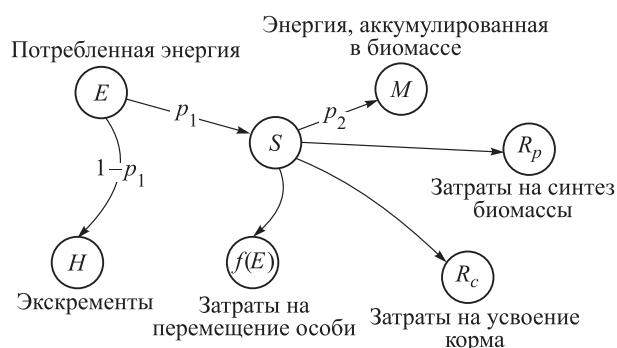 Энергия, аккумулированная
в биомассе
Потребленная энергия
E
M
p1
p2
S
Rp
1–p1
Затраты на синтез
биомассы
H
f(E)
Rc
Экскременты
Затраты на
перемещение особи
Затраты на усвоение
корма